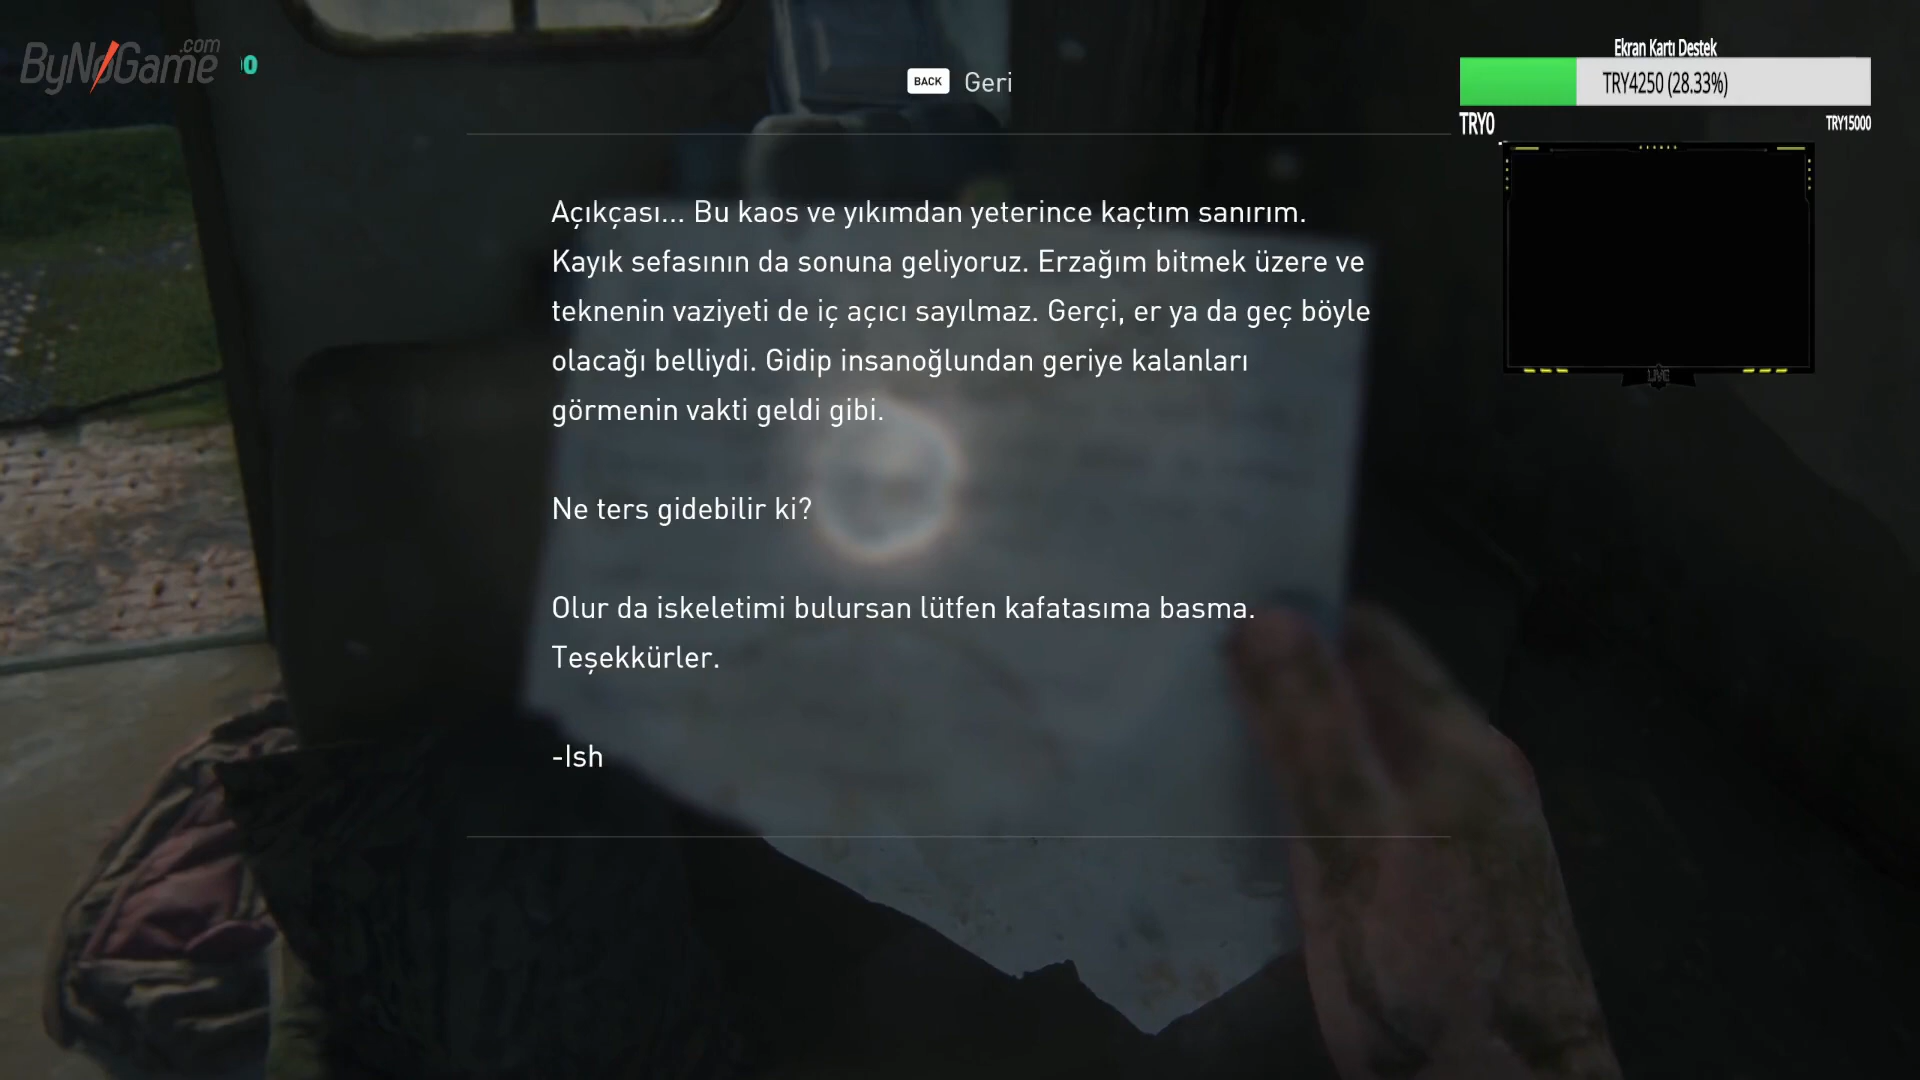 ByNoGame.com
0
BACK Geri
Ekran Kartı Destek
TRY4250 (28.33%)
TRY0
TRY15000
Açıkçası... Bu kaos ve yıkımdan yeterince kaçtım sanırım.
Kayık sefasının da sonuna geliyoruz. Erzağım bitmek üzere ve
teknenin vaziyeti de iç açıcı sayılmaz. Gerçi, er ya da geç böyle
olacağı belliydi. Gidip insanoğlundan geriye kalanları
görmenin vakti geldi gibi.
Ne ters gidebilir ki?
Olur da iskeletimi bulursan lütfen kafatasıma basma.
Teşekkürler.
-Ish
LIVE